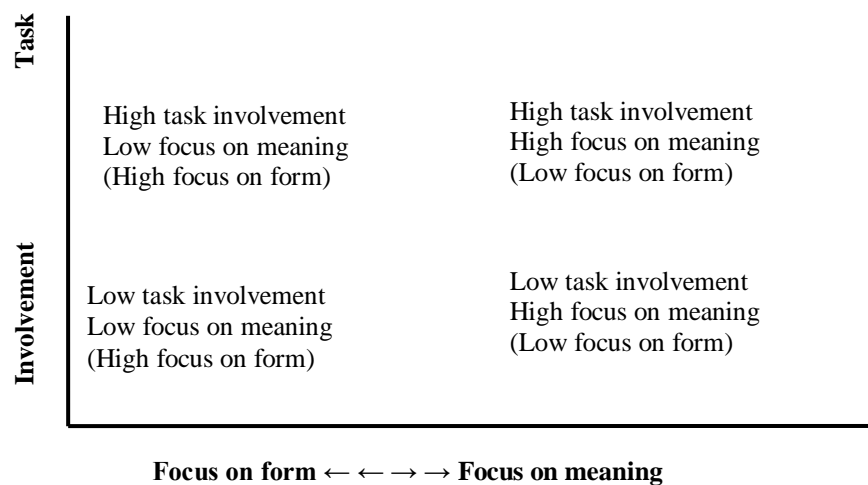 Task
High task involvement
Low focus on meaning
(High focus on form)
High task involvement
High focus on meaning
(Low focus on form)
Involvement
Low task involvement
Low focus on meaning
(High focus on form)
Low task involvement
High focus on meaning
(Low focus on form)
Focus on form ← ← → → Focus on meaning